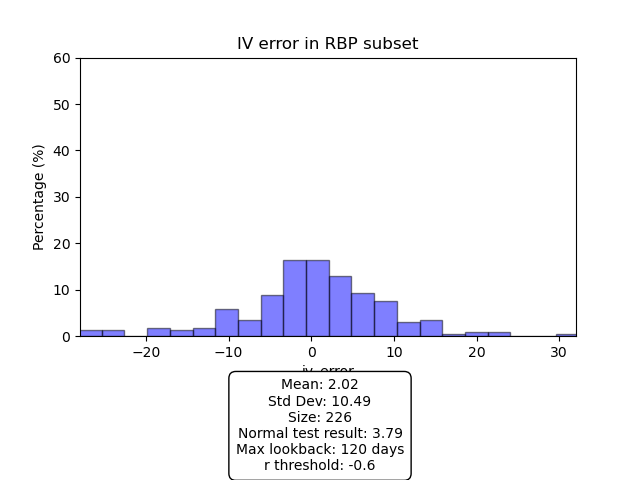 IV error in RBP subset
60
50
40
30
20
10
0
Percentage (%)
−20
−10
0
10
20
30
iv_error
Mean: 2.02
Std Dev: 10.49
Size: 226
Normal test result: 3.79
Max lookback: 120 days
r threshold: -0.6